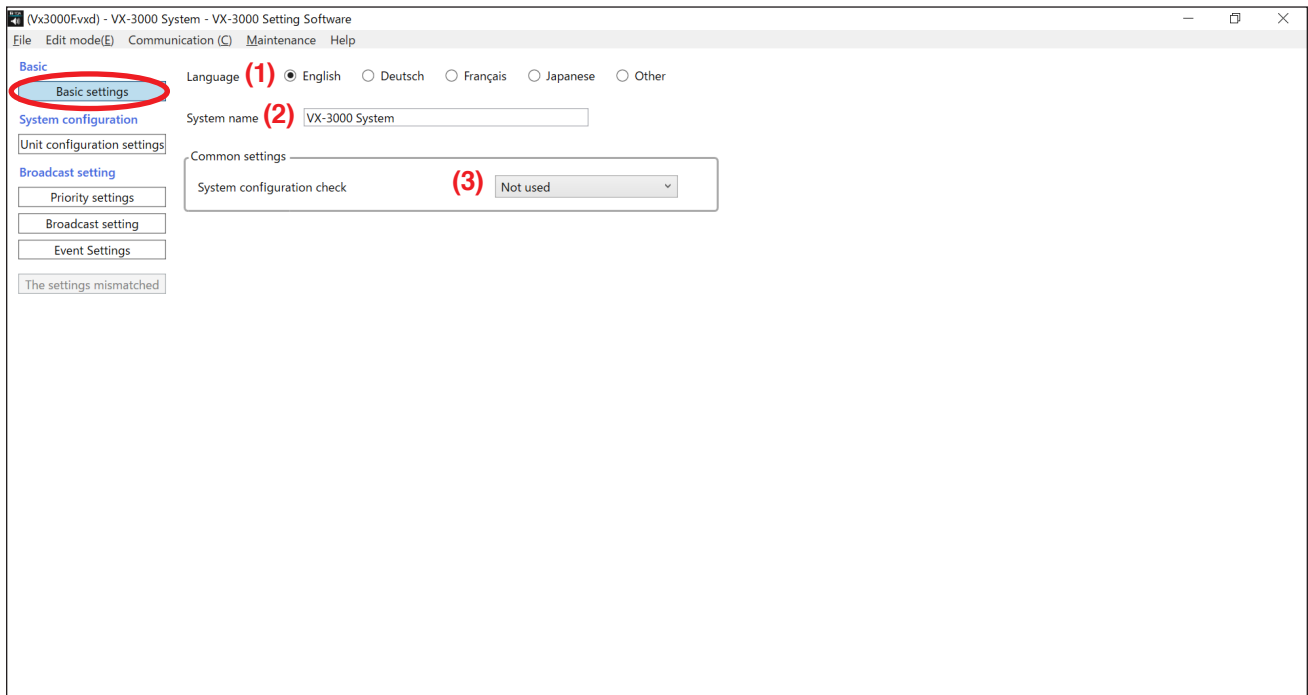 (Vx3000F.vxd) - VX-3000 System - VX-3000 Setting Software
File Edit mode(E) Communication (C) Maintenance Help
Basic
Basic settings
System configuration
Unit configuration settings
Broadcast setting
Priority settings
Broadcast setting
Event Settings
The settings mismatched
Language (1) English Deutsch Français Japanese Other
System name (2) VX-3000 System
Common settings
System configuration check (3) Not used